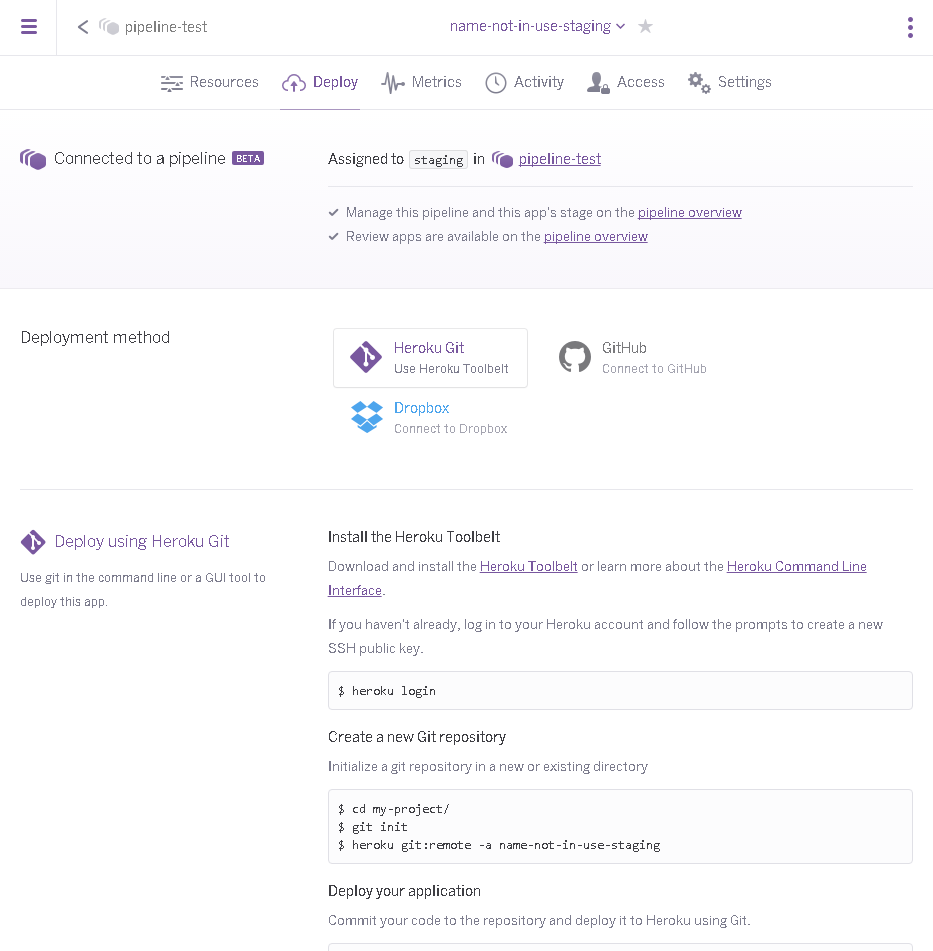 pipeline-test
name-not-in-use-staging
Resources
Deploy
Metrics
Activity
Access
Settings
Connected to a pipeline BETA
Assigned to staging in pipeline-test
Manage this pipeline and this app's stage on the pipeline overview
Review apps are available on the pipeline overview
Deployment method
Heroku Git
Use Heroku Toolbelt
GitHub
Connect to GitHub
Dropbox
Connect to Dropbox
Deploy using Heroku Git
Use git in the command line or a GUI tool to
deploy this app.
Install the Heroku Toolbelt
Download and install the Heroku Toolbelt or learn more about the Heroku Command Line
Interface.
If you haven't already, log in to your Heroku account and follow the prompts to create a new
SSH public key.
$ heroku login
Create a new Git repository
Initialize a git repository in a new or existing directory
$ cd my-project/
$ git init
$ heroku git:remote -a name-not-in-use-staging
Deploy your application
Commit your code to the repository and deploy it to Heroku using Git.